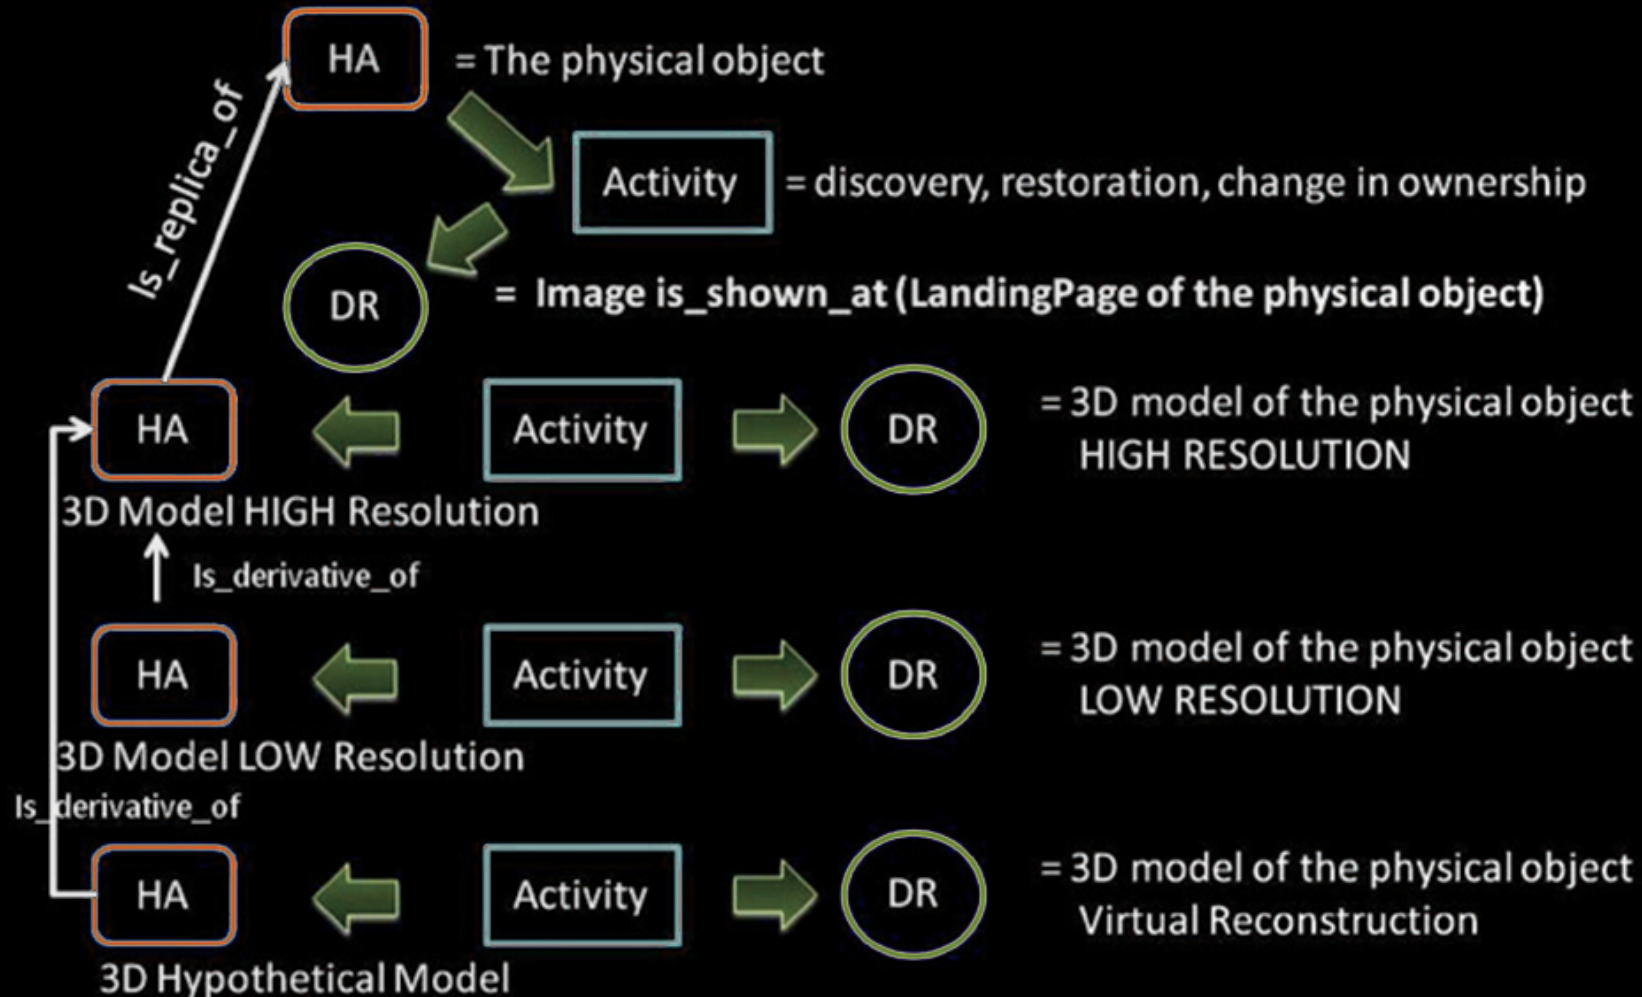 HA = The physical object
Is_replica_of
Activity = discovery, restoration, change in ownership
DR = Image is_shown_at (LandingPage of the physical object)
HA Activity DR = 3D model of the physical object
HIGH RESOLUTION
3D Model HIGH Resolution
Is_derivative_of
HA Activity DR = 3D model of the physical object
LOW RESOLUTION
3D Model LOW Resolution
Is_derivative_of
HA Activity DR = 3D model of the physical object
Virtual Reconstruction
3D Hypothetical Model